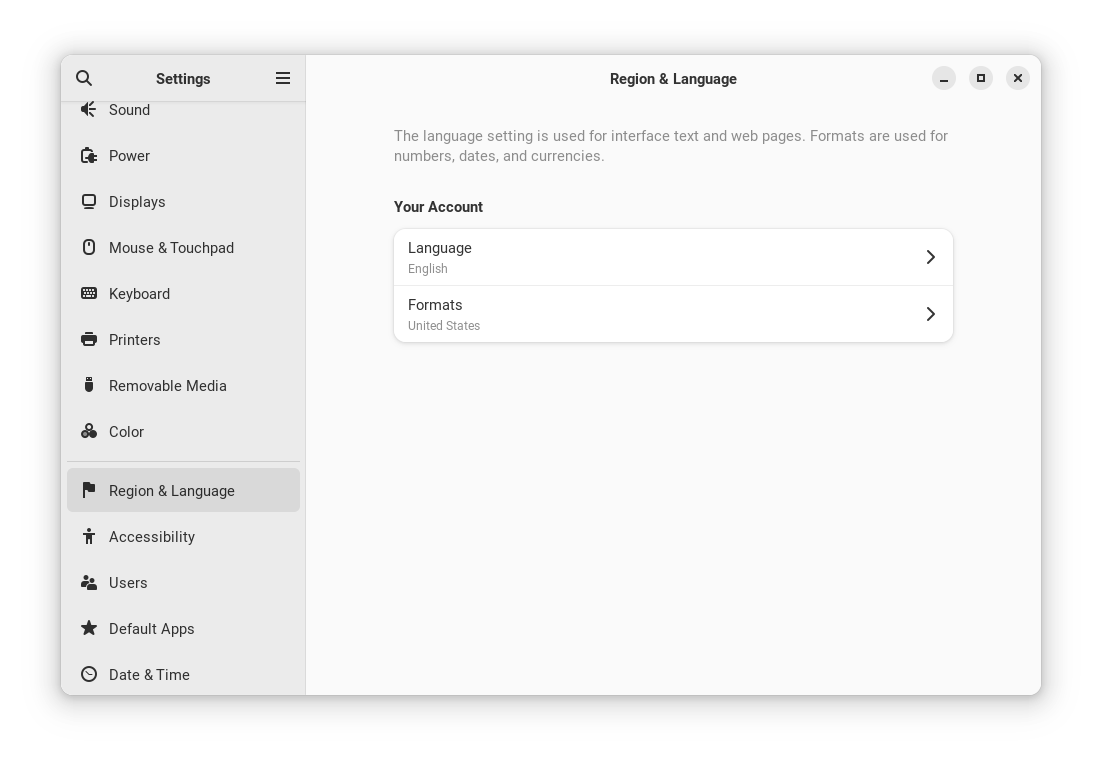 Settings
Region & Language
Sound
Power
Displays
Mouse & Touchpad
Keyboard
Printers
Removable Media
Color
Region & Language
Accessibility
Users
Default Apps
Date & Time
The language setting is used for interface text and web pages. Formats are used for
numbers, dates, and currencies.
Your Account
Language
English
Formats
United States